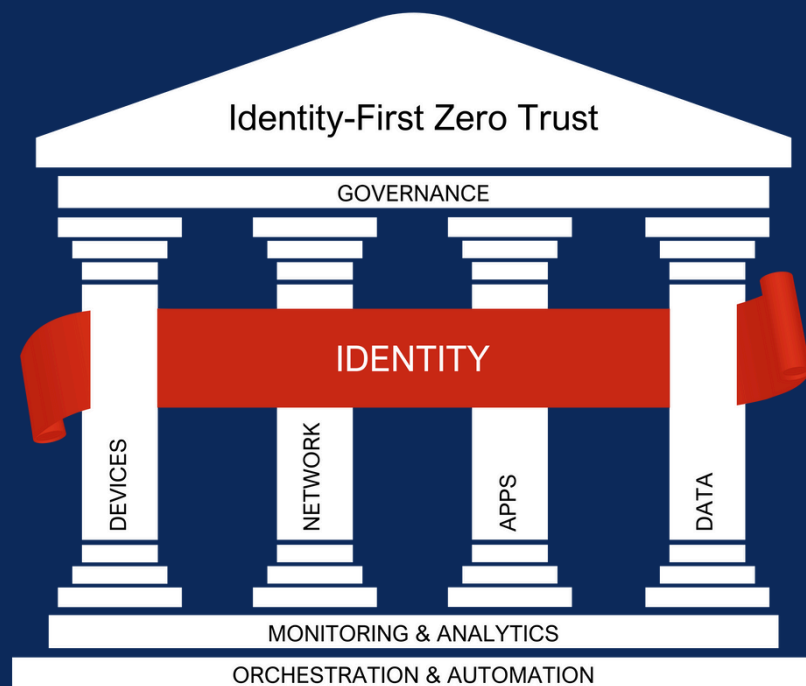 Identity-First Zero Trust
GOVERNANCE
IDENTITY
DEVICES
NETWORK
APPS
DATA
MONITORING & ANALYTICS
ORCHESTRATION & AUTOMATION